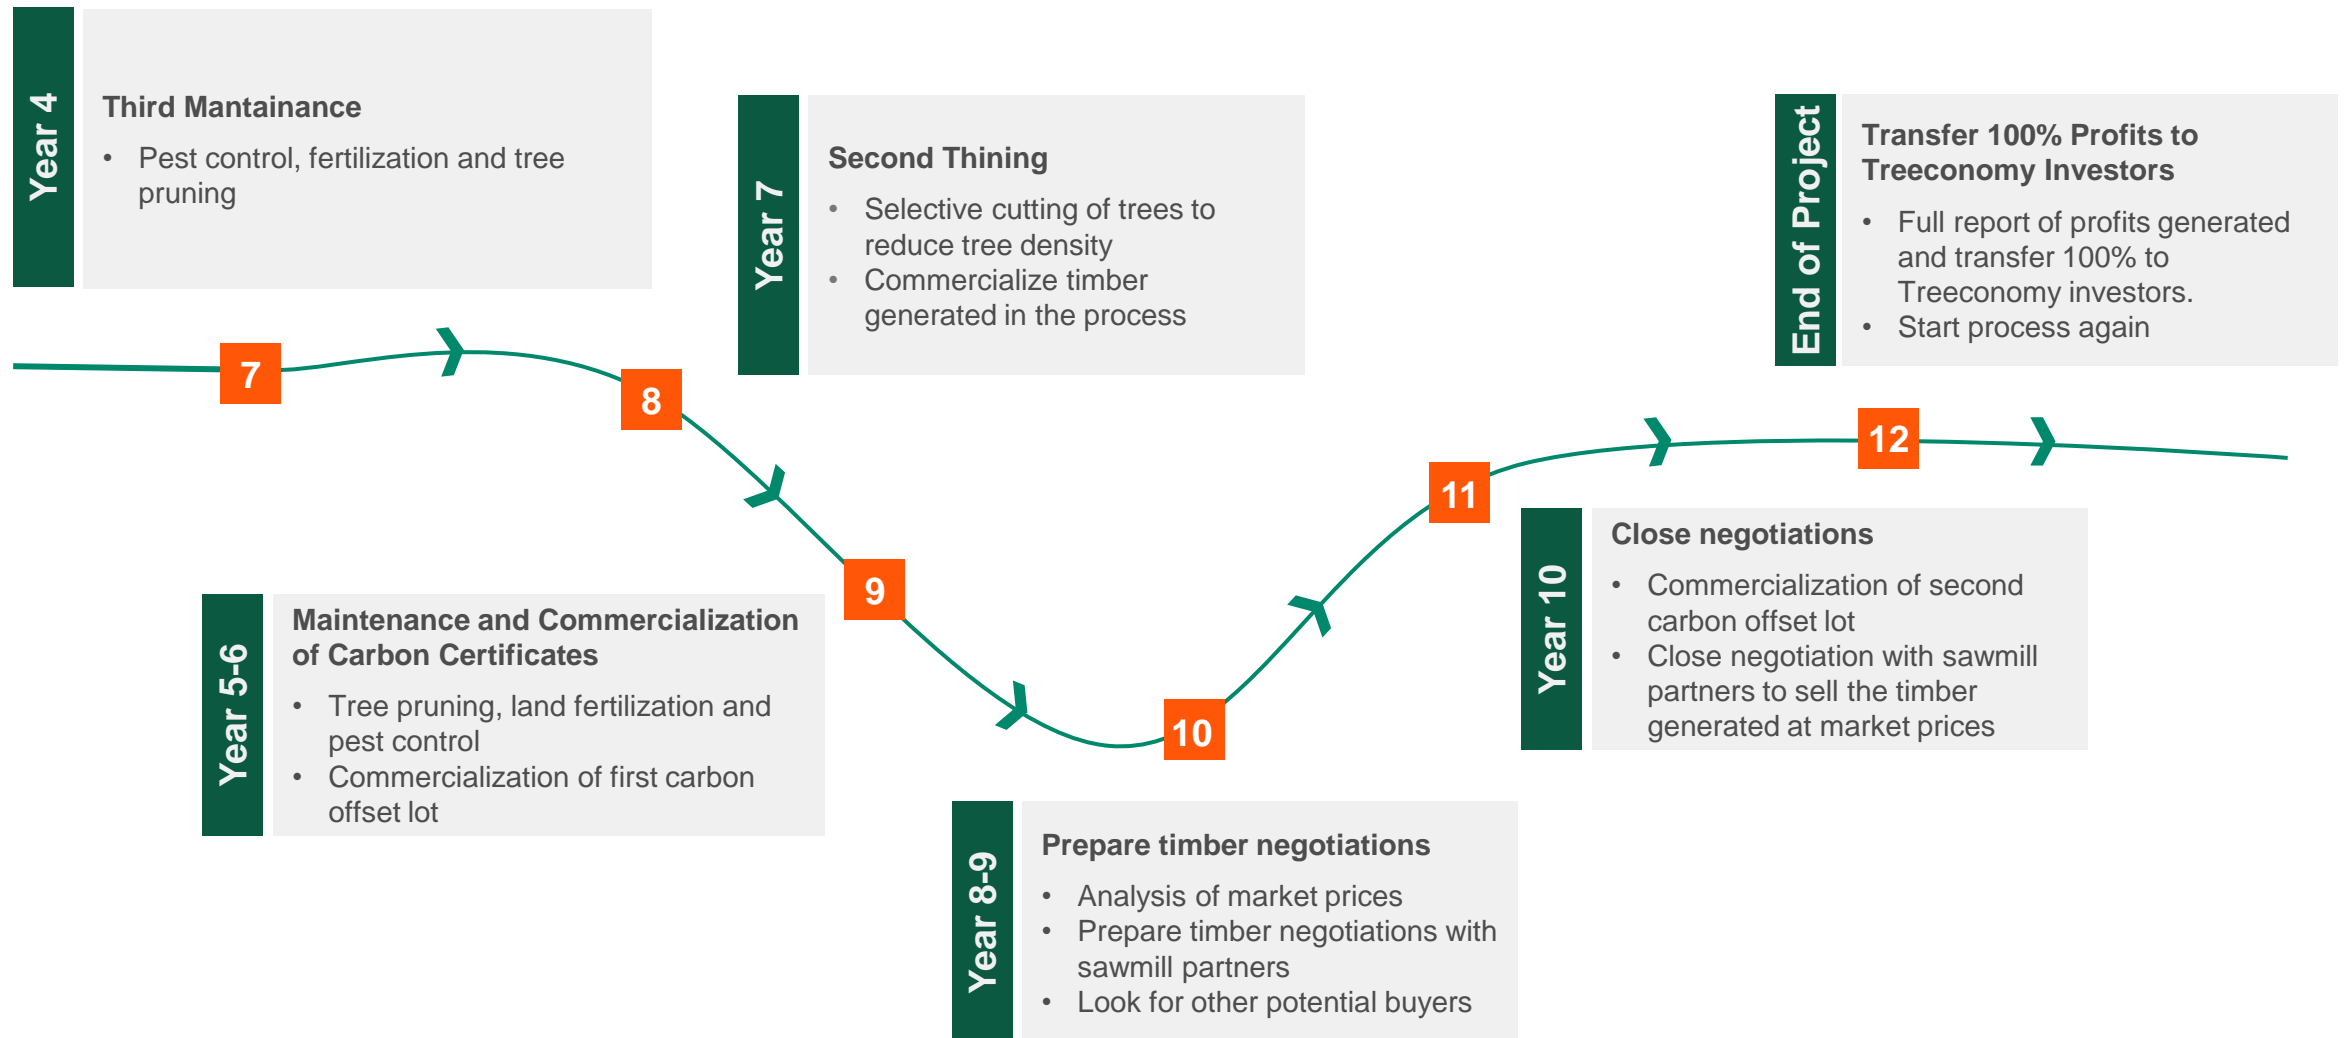 Year 4
Third Mantainance
• Pest control, fertilization and tree
pruning
7
8
Year 5-6
Maintenance and Commercialization
of Carbon Certificates
• Tree pruning, land fertilization and
pest control
• Commercialization of first carbon
offset lot
Year 7
Second Thining
• Selective cutting of trees to
reduce tree density
• Commercialize timber
generated in the process
9
10
Year 8-9
Prepare timber negotiations
• Analysis of market prices
• Prepare timber negotiations with
sawmill partners
• Look for other potential buyers
11
Year 10
Close negotiations
• Commercialization of second
carbon offset lot
• Close negotiation with sawmill
partners to sell the timber
generated at market prices
12
End of Project
Transfer 100% Profits to
Treeconomy Investors
• Full report of profits generated
and transfer 100% to
Treeconomy investors.
• Start process again